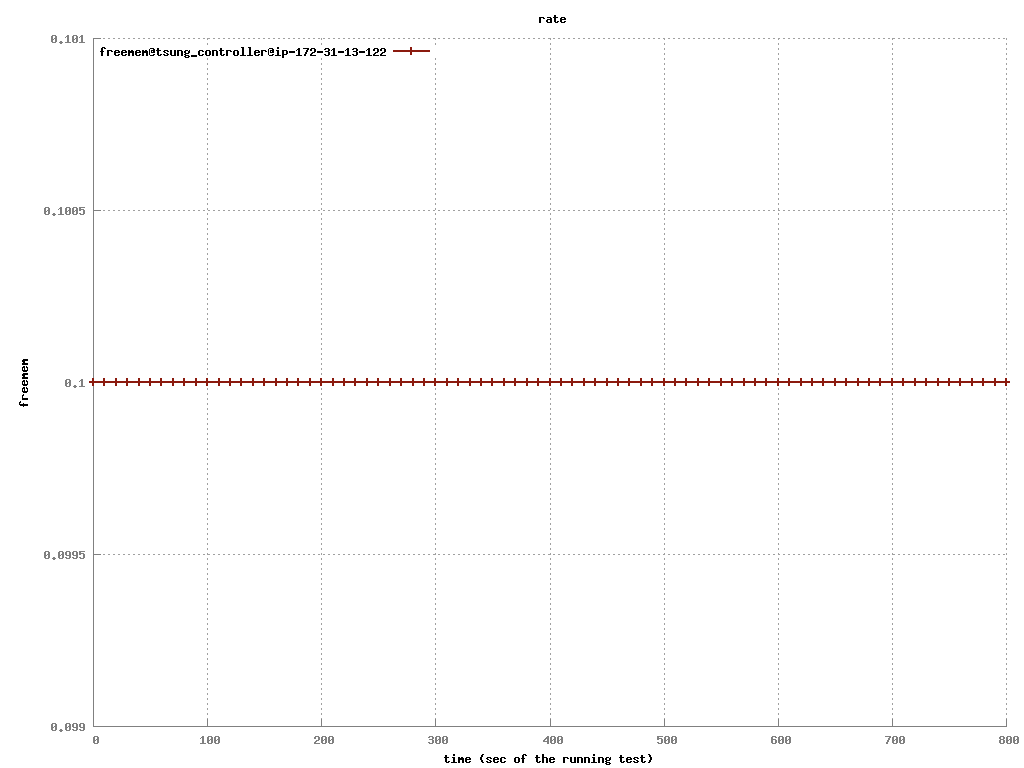 rate
freemem@tsung_controller@ip-172-31-13-122
0.101
0.1005
0.1
0.0995
0.099
freemem
0 100 200 300 400 500 600 700 800
time (sec of the running test)